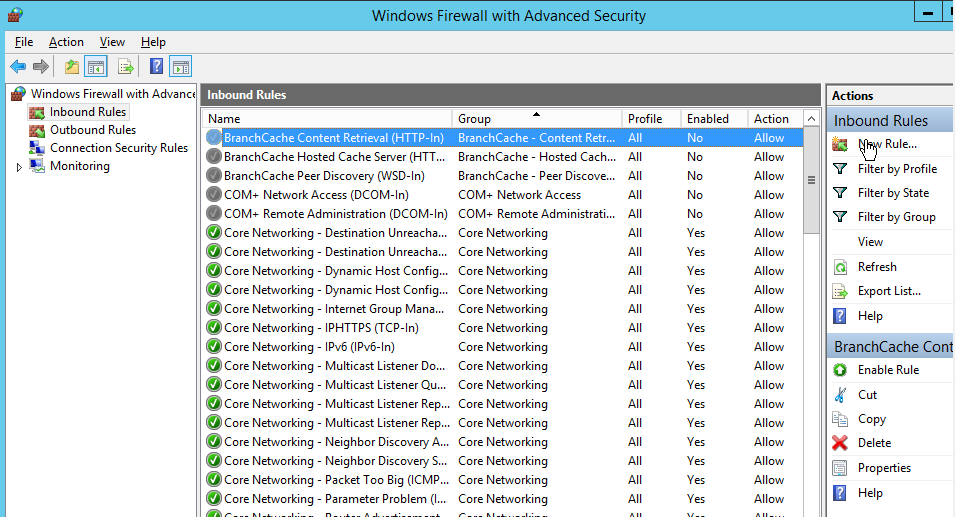 Windows Firewall with Advanced Security
File Action View Help
Windows Firewall with Advance
Inbound Rules
Outbound Rules
Connection Security Rules
Monitoring
Inbound Rules
Name Group Profile Enabled Action
BranchCache Content Retrieval (HTTP-In) BranchCache - Content Retr... All No Allow
BranchCache Hosted Cache Server (HTT... BranchCache - Hosted Cach... All No Allow
BranchCache Peer Discovery (WSD-In) BranchCache - Peer Discove... All No Allow
COM+ Network Access (DCOM-In) COM+ Network Access All No Allow
COM+ Remote Administration (DCOM-In) COM+ Remote Administrati... All No Allow
Core Networking - Destination Unreacha... Core Networking All Yes Allow
Core Networking - Destination Unreacha... Core Networking All Yes Allow
Core Networking - Dynamic Host Config... Core Networking All Yes Allow
Core Networking - Dynamic Host Config... Core Networking All Yes Allow
Core Networking - Internet Group Mana... Core Networking All Yes Allow
Core Networking - IPHTTPS (TCP-In) Core Networking All Yes Allow
Core Networking - IPv6 (IPv6-In) Core Networking All Yes Allow
Core Networking - Multicast Listener Do... Core Networking All Yes Allow
Core Networking - Multicast Listener Qu... Core Networking All Yes Allow
Core Networking - Multicast Listener Rep... Core Networking All Yes Allow
Core Networking - Multicast Listener Rep... Core Networking All Yes Allow
Core Networking - Neighbor Discovery A... Core Networking All Yes Allow
Core Networking - Neighbor Discovery S... Core Networking All Yes Allow
Core Networking - Packet Too Big (ICMP... Core Networking All Yes Allow
Core Networking - Parameter Problem (I... Core Networking All Yes Allow
Core Networking - Router Advertisement... Core Networking All Yes Allow
Actions
Inbound Rules
New Rule...
Filter by Profile
Filter by State
Filter by Group
View
Refresh
Export List...
Help
BranchCache Cont
Enable Rule
Cut
Copy
Delete
Properties
Help